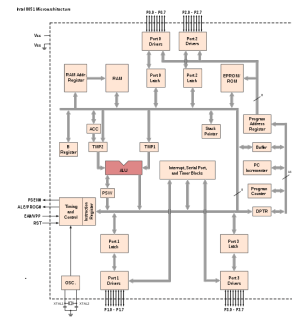 Intel 8051 Microarchitecture
P0.0 - P0.7
P2.0 - P2.7
Vcc
Vss
Port 0
Drivers
Port 2
Drivers
RAM Addr
Register
RAM
Port 0
Latch
Port 2
Latch
EPROM/
ROM
B
Register
ACC
TMP2
TMP1
Stack
Pointer
Program
Address
Register
Buffer
PC
Incrementer
Program
Counter
DPTR
ALU
PSW
Interrupt, Serial Port,
and Timer Blocks
PSEN#
ALE/PROG#
EA#/VPP
RST
Timing
and
Control
Instruction
Register
Port 1
Latch
Port 3
Latch
OSC.
Port 1
Drivers
Port 3
Drivers
XTAL1
XTAL2
P1.0 - P1.7
P3.0 - P3.7